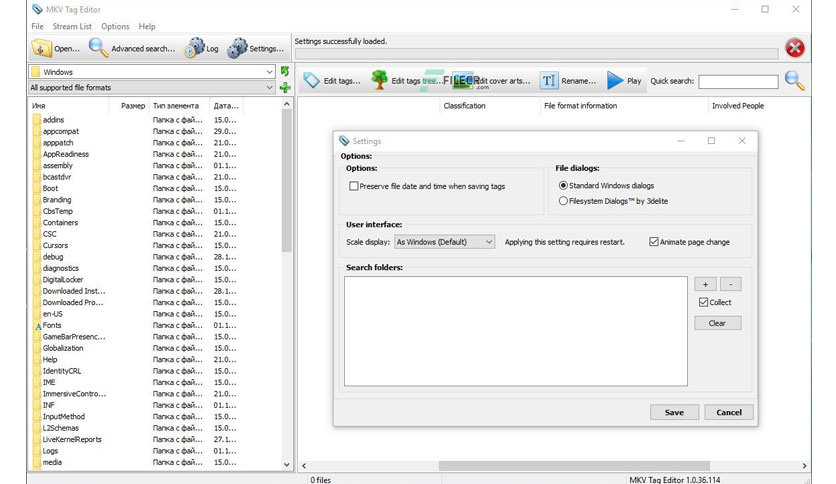 MKV Tag Editor
File Stream List Options Help
Open... Advanced search... Log Settings...
Settings successfully loaded.
Windows
All supported file formats
Edit tags... Edit tags tree... Edit cover arts... Rename... Play Quick search:
FILECR
.com
Имя Размер Тип элемента Дата...
Classification File format information Involved People
addins Папка с фай... 15.0...
appcompat Папка с фай... 29.0...
apppatch Папка с фай... 21.0...
AppReadiness Папка с фай... 21.0...
assembly Папка с фай... 01.1...
bcastdvr Папка с фай... 21.0...
Boot Папка с фай... 15.0...
Branding Папка с фай... 15.0...
CbsTemp Папка с фай... 01.1...
Containers Папка с фай... 15.0...
CSC Папка с фай... 21.0...
Cursors Папка с фай... 15.0...
debug Папка с фай... 28.1...
diagnostics Папка с фай... 15.0...
DigitalLocker Папка с фай... 15.0...
Downloaded Inst... Папка с фай... 28.1...
Downloaded Pro... Папка с фай... 15.0...
en-US Папка с фай... 15.0...
Fonts Папка с фай... 01.1...
GameBarPresenc... Папка с фай... 15.0...
Globalization Папка с фай... 15.0...
Help Папка с фай... 21.0...
IdentityCRL Папка с фай... 15.0...
IME Папка с фай... 15.0...
ImmersiveContro... Папка с фай... 21.0...
INF Папка с фай... 01.1...
InputMethod Папка с фай... 15.0...
L2Schemas Папка с фай... 15.0...
LiveKernelReports Папка с фай... 27.1...
Logs Папка с фай... 01.1...
media Папка с фай... 15.0...
Settings
Options:
Options:
Preserve file date and time when saving tags
File dialogs:
Standard Windows dialogs
Filesystem Dialogs™ by 3delite
User interface:
Scale display: As Windows (Default) Applying this setting requires restart. Animate page change
Search folders:
+ -
Collect
Clear
Save Cancel
0 files MKV Tag Editor 1.0.36.114